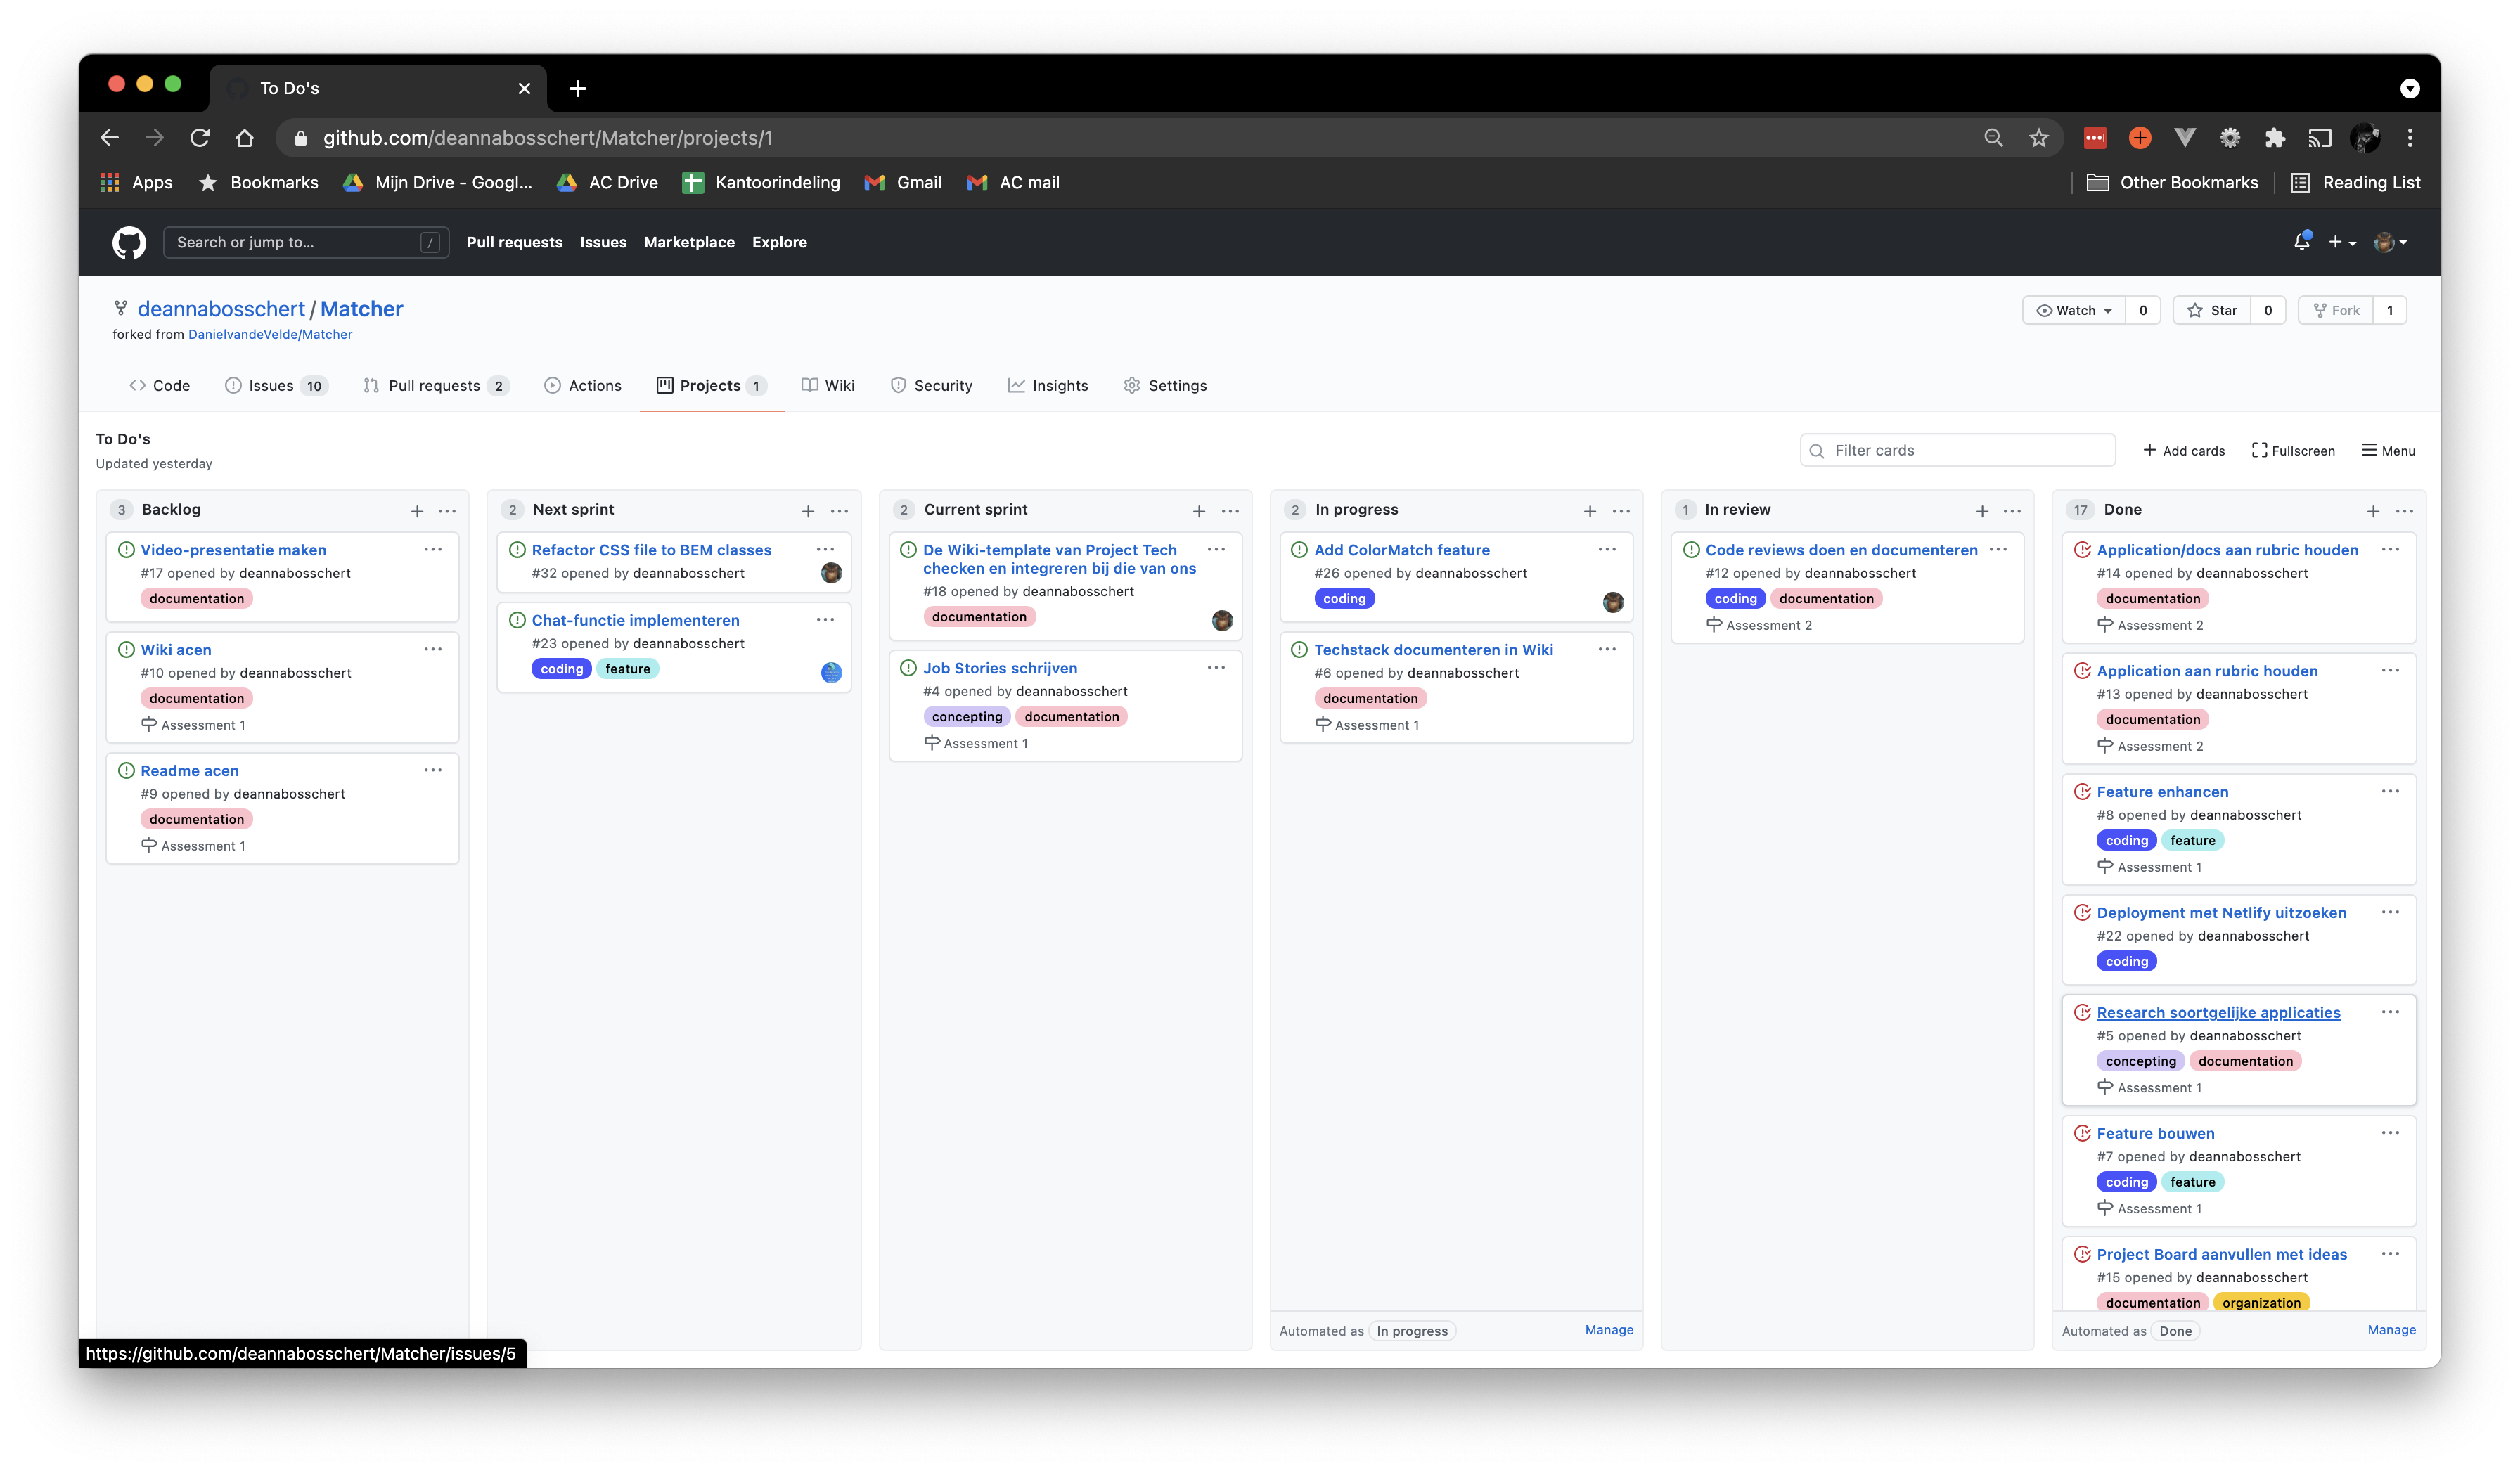 To Do's
github.com/deannabosschert/Matcher/projects/1
Apps
Bookmarks
Mijn Drive - Googl...
AC Drive
Kantoorindeling
Gmail
AC mail
Other Bookmarks
Reading List
Search or jump to...
/
Pull requests
Issues
Marketplace
Explore
deannabosschert / Matcher
forked from DanielvandeVelde/Matcher
Watch 0
Star 0
Fork 1
Code
Issues 10
Pull requests 2
Actions
Projects 1
Wiki
Security
Insights
Settings
To Do's
Updated yesterday
Filter cards
Add cards
Fullscreen
Menu
3 Backlog
Video-presentatie maken
#17 opened by deannabosschert
documentation
Wiki acen
#10 opened by deannabosschert
documentation
Assessment 1
Readme acen
#9 opened by deannabosschert
documentation
Assessment 1
2 Next sprint
Refactor CSS file to BEM classes
#32 opened by deannabosschert
Chat-functie implementeren
#23 opened by deannabosschert
coding feature
2 Current sprint
De Wiki-template van Project Tech
checken en integreren bij die van ons
#18 opened by deannabosschert
documentation
Job Stories schrijven
#4 opened by deannabosschert
concepting documentation
Assessment 1
2 In progress
Add ColorMatch feature
#26 opened by deannabosschert
coding
Techstack documenteren in Wiki
#6 opened by deannabosschert
documentation
Assessment 1
Automated as In progress
Manage
1 In review
Code reviews doen en documenteren
#12 opened by deannabosschert
coding documentation
Assessment 2
17 Done
Application/docs aan rubric houden
#14 opened by deannabosschert
documentation
Assessment 2
Application aan rubric houden
#13 opened by deannabosschert
documentation
Assessment 2
Feature enhancen
#8 opened by deannabosschert
coding feature
Assessment 1
Deployment met Netlify uitzoeken
#22 opened by deannabosschert
coding
Research soortgelijke applicaties
#5 opened by deannabosschert
concepting documentation
Assessment 1
Feature bouwen
#7 opened by deannabosschert
coding feature
Assessment 1
Project Board aanvullen met ideas
#15 opened by deannabosschert
documentation organization
Automated as Done
Manage
https://github.com/deannabosschert/Matcher/issues/5